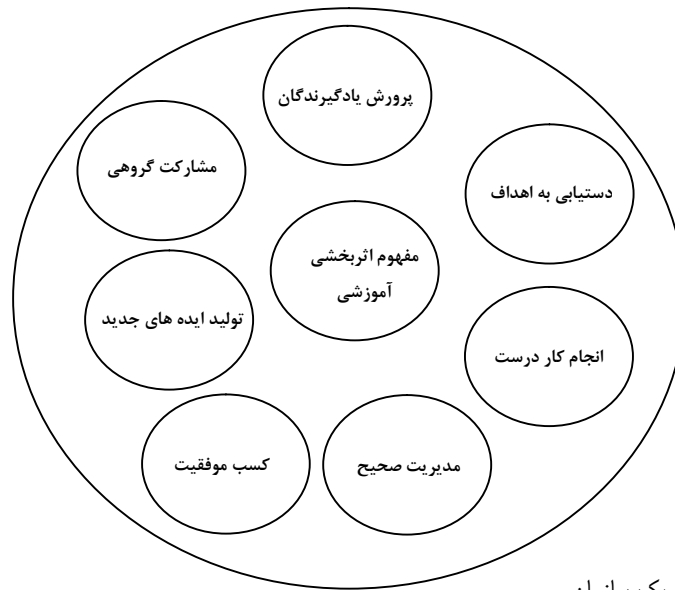 پرورش یادگیرندگان
مشارکت گروهی
دستیابی به اهداف
مفهوم اثربخشی
آموزشی
تولید ایده های جدید
انجام کار درست
کسب موفقیت
مدیریت صحیح